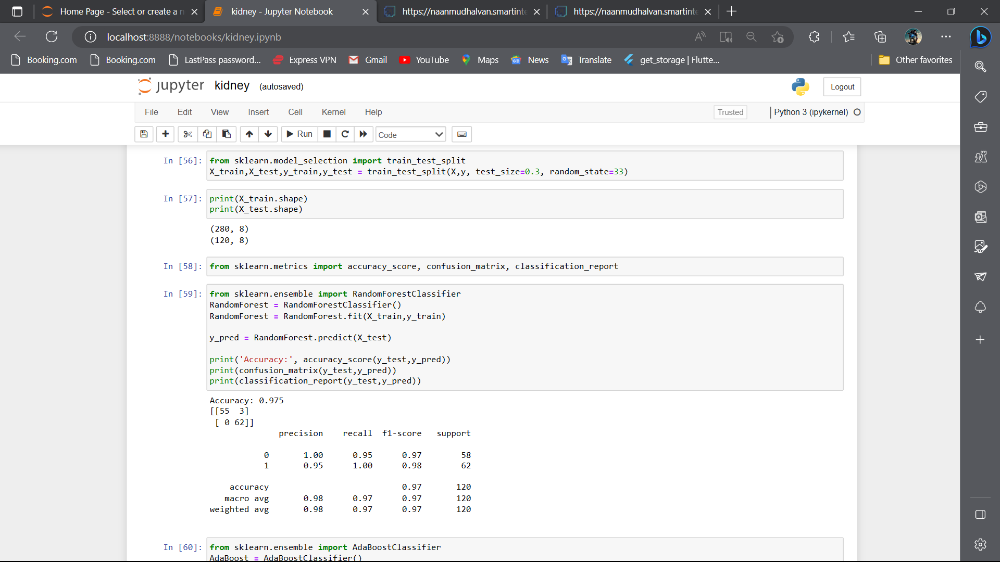 Home Page - Select or create a n
kidney - Jupyter Notebook
https://naanmudhalvan.smartinte
https://naanmudhalvan.smartinte
localhost:8888/notebooks/kidney.ipynb
Booking.com
Booking.com
LastPass password...
Express VPN
Gmail
YouTube
Maps
News
Translate
get_storage | Flutte...
Other favorites
jupyter kidney (autosaved)
Logout
File Edit View Insert Cell Kernel Help
Trusted
Python 3 (ipykernel)
Run
Code
In [56]: from sklearn.model_selection import train_test_split
X_train,X_test,y_train,y_test = train_test_split(X,y, test_size=0.3, random_state=33)
In [57]: print(X_train.shape)
print(X_test.shape)
(280, 8)
(120, 8)
In [58]: from sklearn.metrics import accuracy_score, confusion_matrix, classification_report
In [59]: from sklearn.ensemble import RandomForestClassifier
RandomForest = RandomForestClassifier()
RandomForest = RandomForest.fit(X_train,y_train)
y_pred = RandomForest.predict(X_test)
print('Accuracy:', accuracy_score(y_test,y_pred))
print(confusion_matrix(y_test,y_pred))
print(classification_report(y_test,y_pred))
Accuracy: 0.975
[[55  3]
 [ 0 62]]
precision recall f1-score support
0 1.00 0.95 0.97 58
1 0.95 1.00 0.98 62
accuracy 0.97 120
macro avg 0.98 0.97 0.97 120
weighted avg 0.98 0.97 0.97 120
In [60]: from sklearn.ensemble import AdaBoostClassifier
AdaBoost = AdaBoostClassifier()